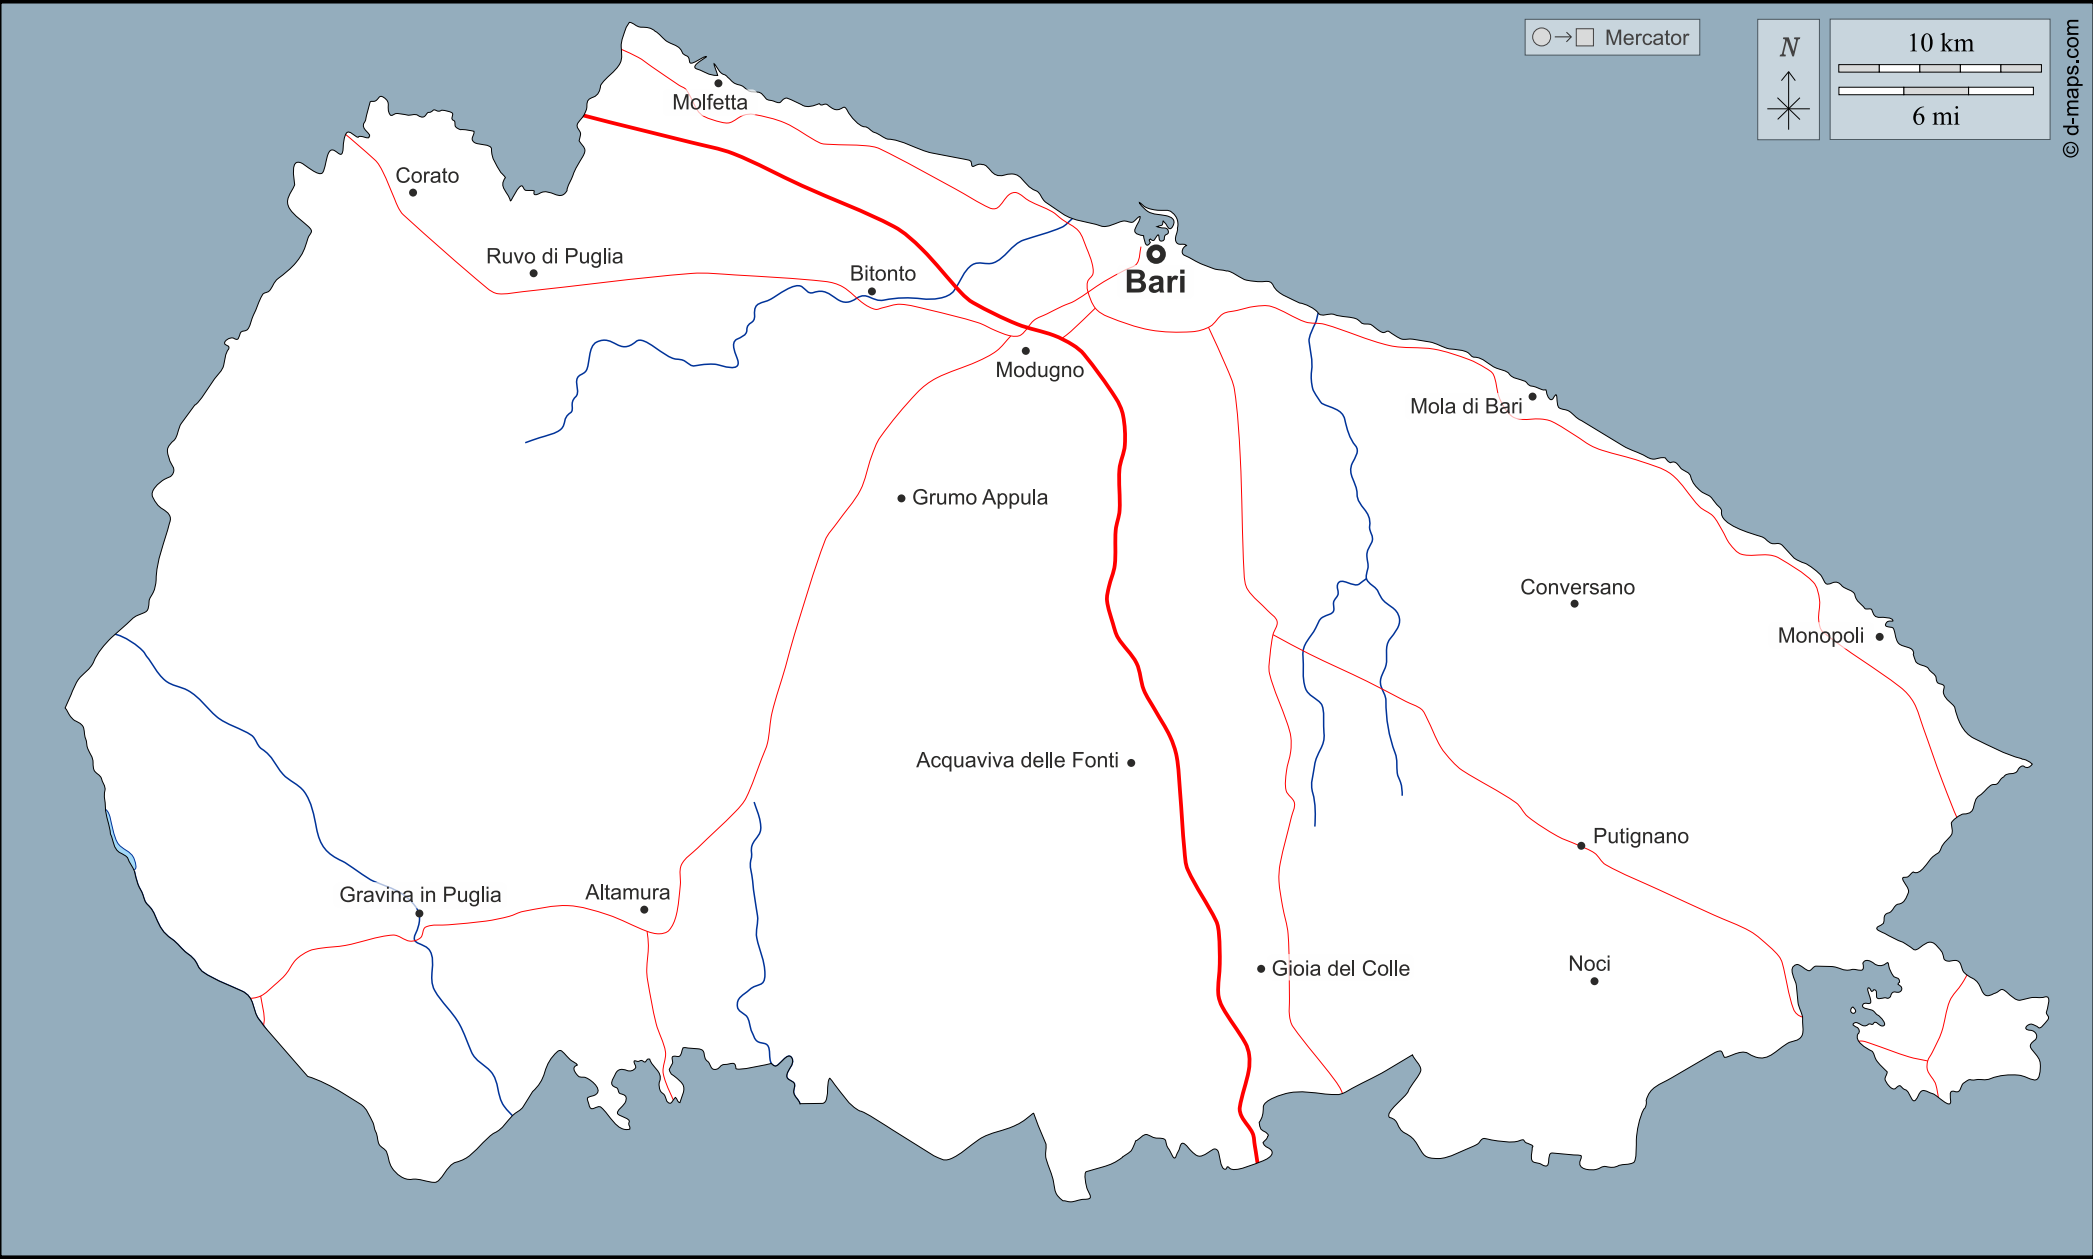 Mercator
N
10 km
6 mi
© d-maps.com
Molfetta
Corato
Ruvo di Puglia
Bitonto
Bari
Modugno
Mola di Bari
Grumo Appula
Conversano
Monopoli
Acquaviva delle Fonti
Putignano
Gravina in Puglia
Altamura
Gioia del Colle
Noci